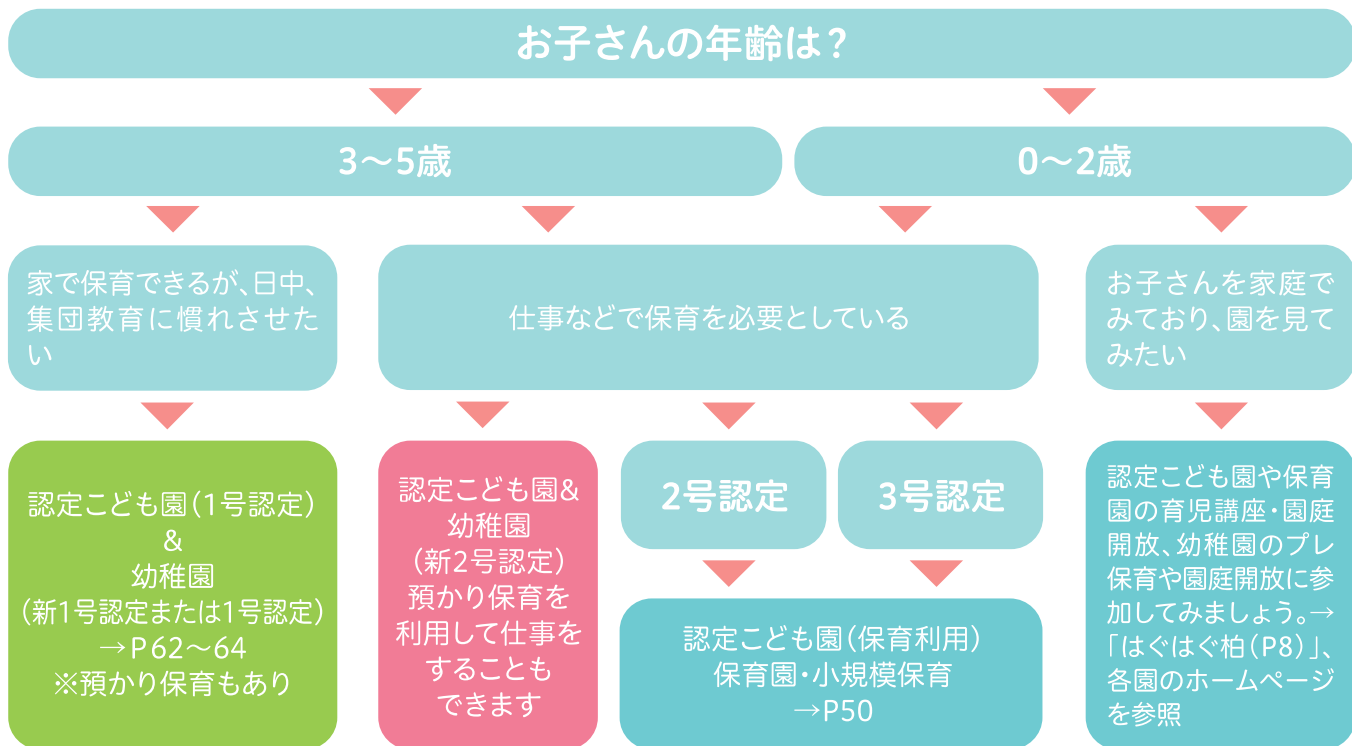 お子さんの年齢は？
3〜5歳
0〜2歳
家で保育できるが、日中、
集団教育に慣れさせた
い
仕事などで保育を必要としている
お子さんを家庭で
みており、園を見て
みたい
認定こども園（1号認定）
&
幼稚園
（新1号認定または1号認定）
→P62〜64
※預かり保育もあり
認定こども園&
幼稚園
（新2号認定）
預かり保育を
利用して仕事を
することも
できます
2号認定
3号認定
認定こども園（保育利用）
保育園・小規模保育
→P50
認定こども園や保育
園の育児講座・園庭
開放、幼稚園のプレ
保育や園庭開放に参
加してみましょう。→
「はぐはぐ柏（P8）」、
各園のホームページ
を参照